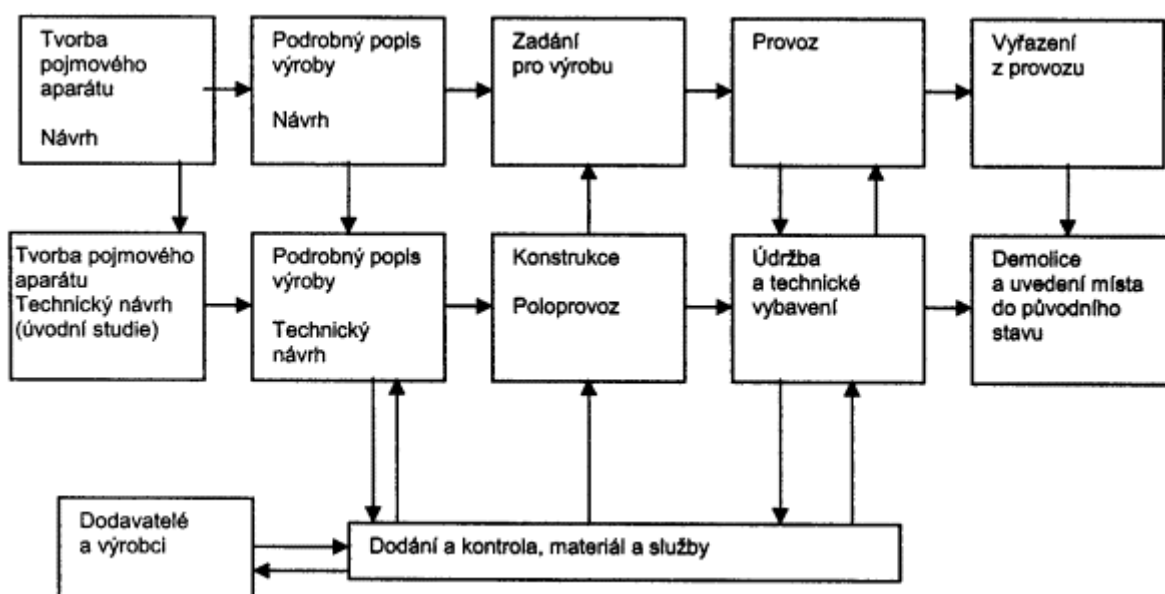 Tvorba
pojmového
aparátu
Návrh
Podrobný popis
výroby
Návrh
Zadání
pro výrobu
Provoz
Vyřazení
z provozu
Tvorba pojmového
aparátu
Technický návrh
(úvodní studie)
Podrobný popis
výroby
Technický
návrh
Konstrukce
Poloprovoz
Údržba
a technické
vybavení
Demolice
a uvedení místa
do původního
stavu
Dodavatelé
a výrobci
Dodání a kontrola, materiál a služby